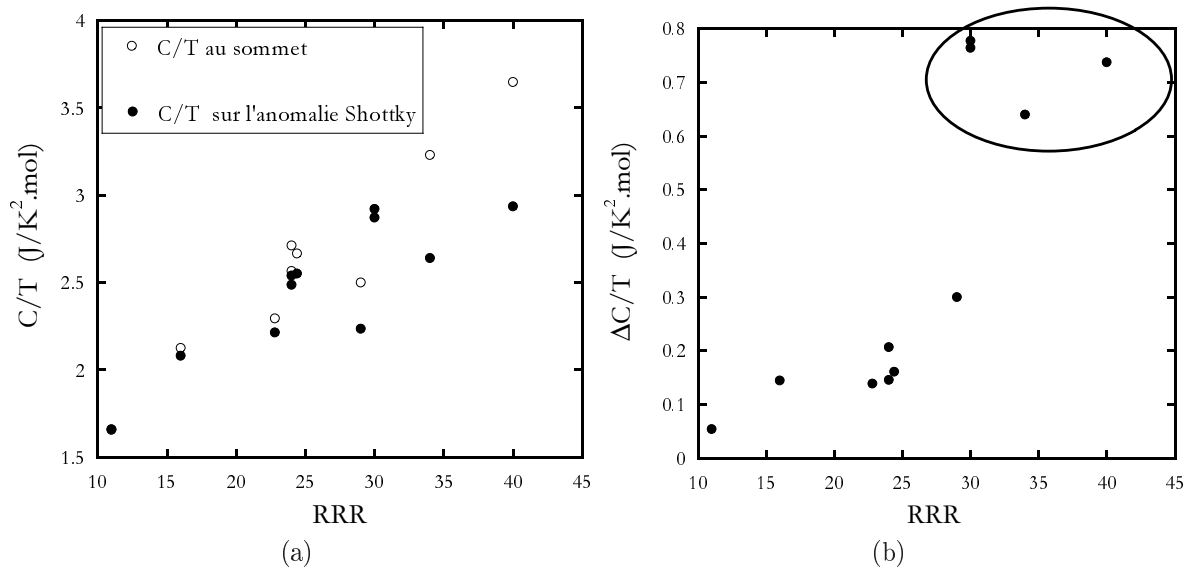 4
3.5
3
2.5
2
1.5
C/T (J/K².mol)
C/T au sommet
C/T sur l'anomalie Shottky
10 15 20 25 30 35 40 45
RRR
(a)
0.8
0.7
0.6
0.5
0.4
0.3
0.2
0.1
0
ΔC/T (J/K².mol)
10 15 20 25 30 35 40 45
RRR
(b)